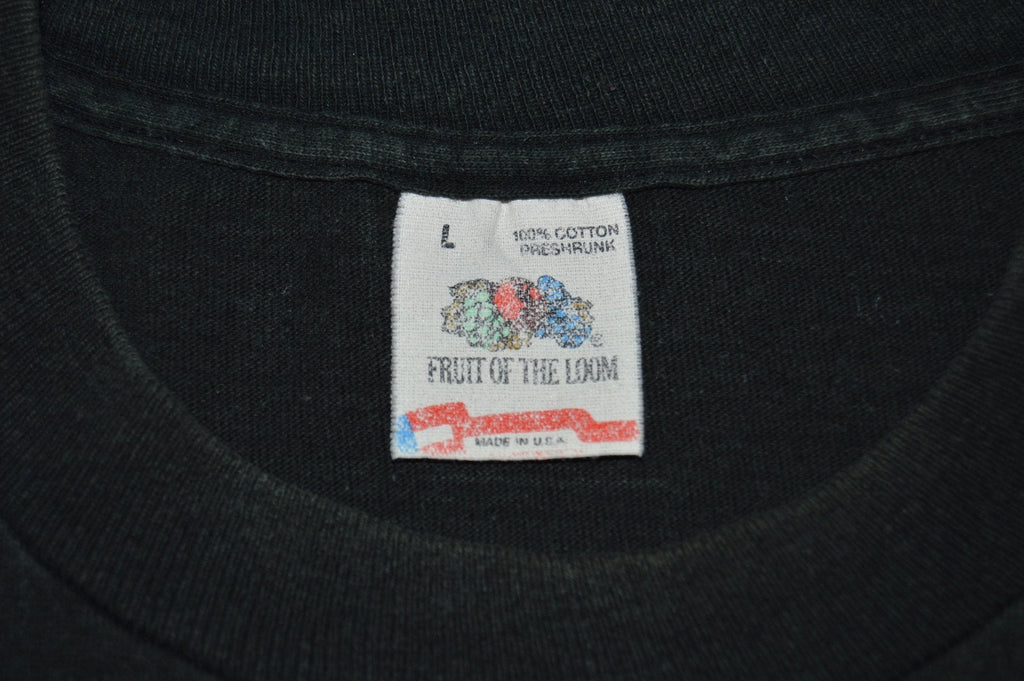 L
100% COTTON
PRESHRUNK
®
FRUIT OF THE LOOM
MADE IN U.S.A.